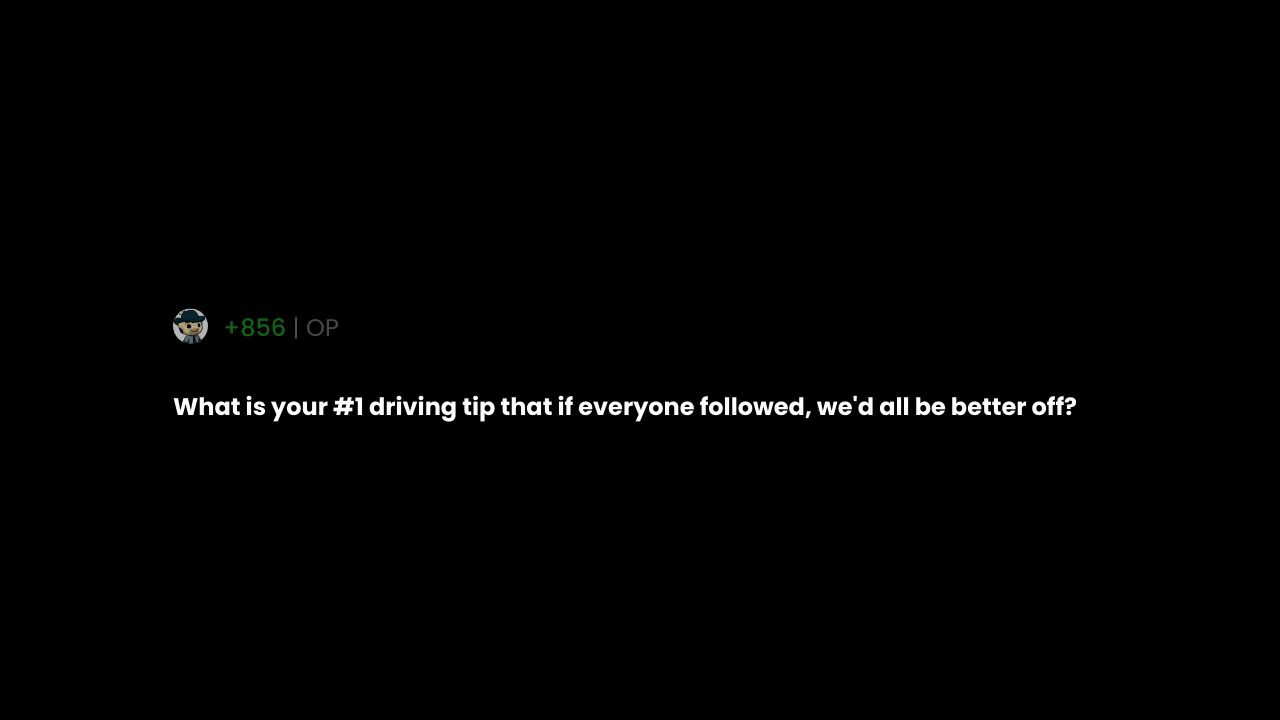 +856 | OP
What is your #1 driving tip that if everyone followed, we'd all be better off?